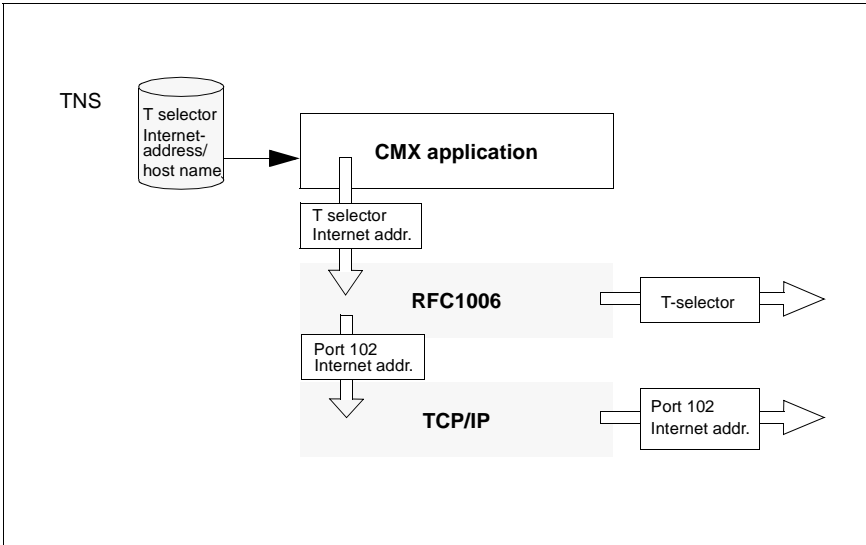 TNS
T selector
Internet-
address/
host name
CMX application
T selector
Internet addr.
RFC1006
T-selector
Port 102
Internet addr.
TCP/IP
Port 102
Internet addr.